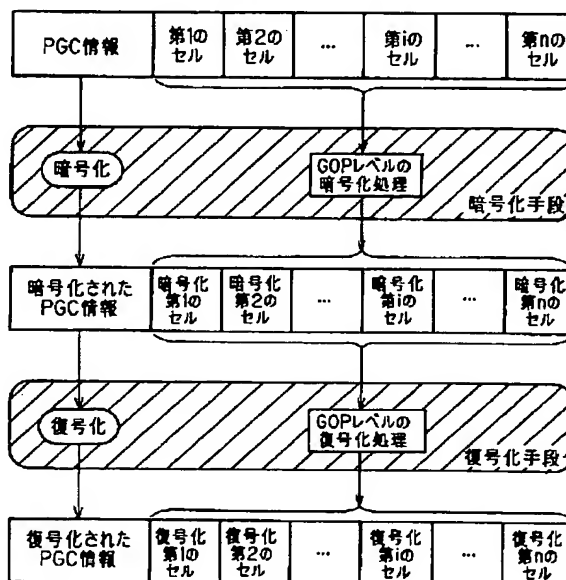 PGC情報
第1の
セル
第2の
セル
...
第iの
セル
...
第nの
セル
暗号化
GOPレベルの
暗号化処理
暗号化手段
暗号化された
PGC情報
暗号化
第1の
セル
暗号化
第2の
セル
...
暗号化
第iの
セル
...
暗号化
第nの
セル
復号化
GOPレベルの
復号化処理
復号化手段
復号化された
PGC情報
復号化
第1の
セル
復号化
第2の
セル
...
復号化
第iの
セル
...
復号化
第nの
セル